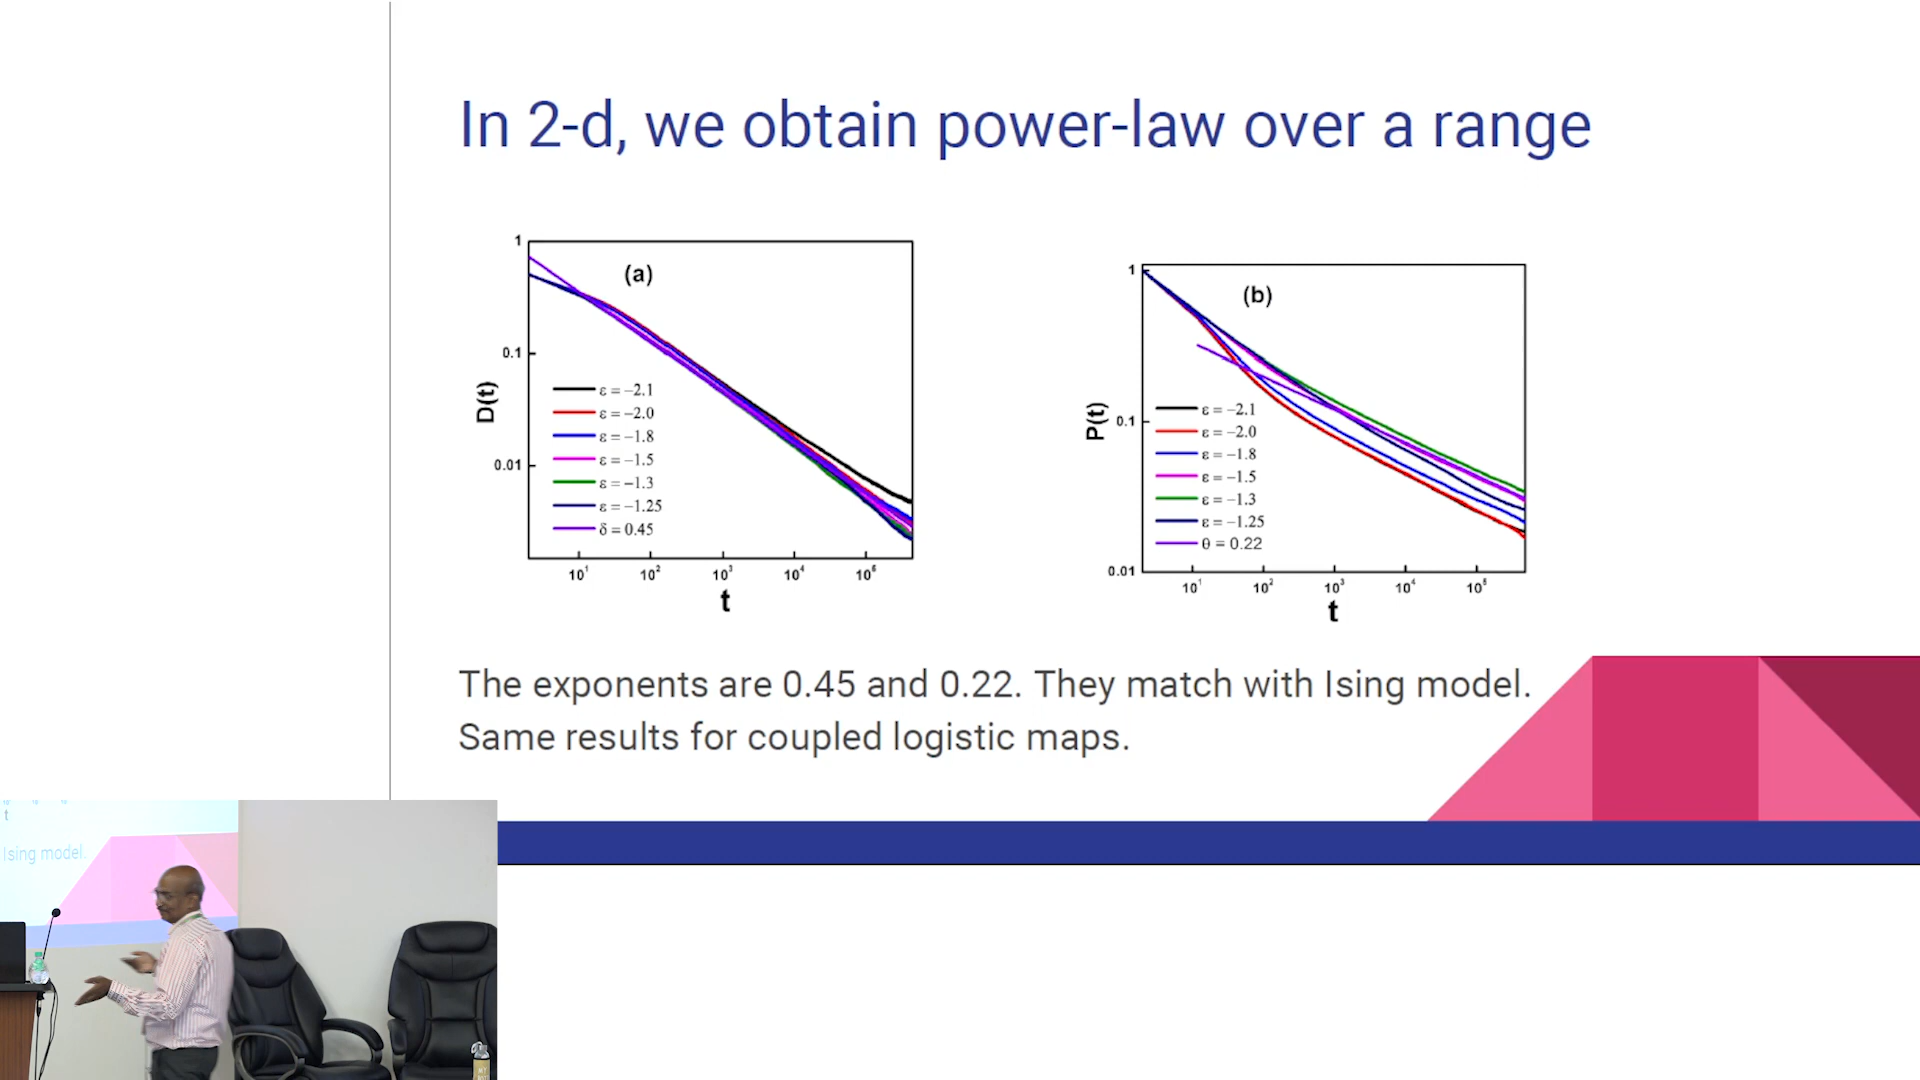 In 2-d, we obtain power-law over a range
(a)
1
0.1
0.01
D(t)
ε = −2.1
ε = −2.0
ε = −1.8
ε = −1.5
ε = −1.3
ε = −1.25
δ = 0.45
10¹ 10² 10³ 10⁴ 10⁵
t
(b)
1
0.1
0.01
P(t)
ε = −2.1
ε = −2.0
ε = −1.8
ε = −1.5
ε = −1.3
ε = −1.25
θ = 0.22
10¹ 10² 10³ 10⁴ 10⁵
t
The exponents are 0.45 and 0.22. They match with Ising model.
Same results for coupled logistic maps.
t
Ising model.
MY